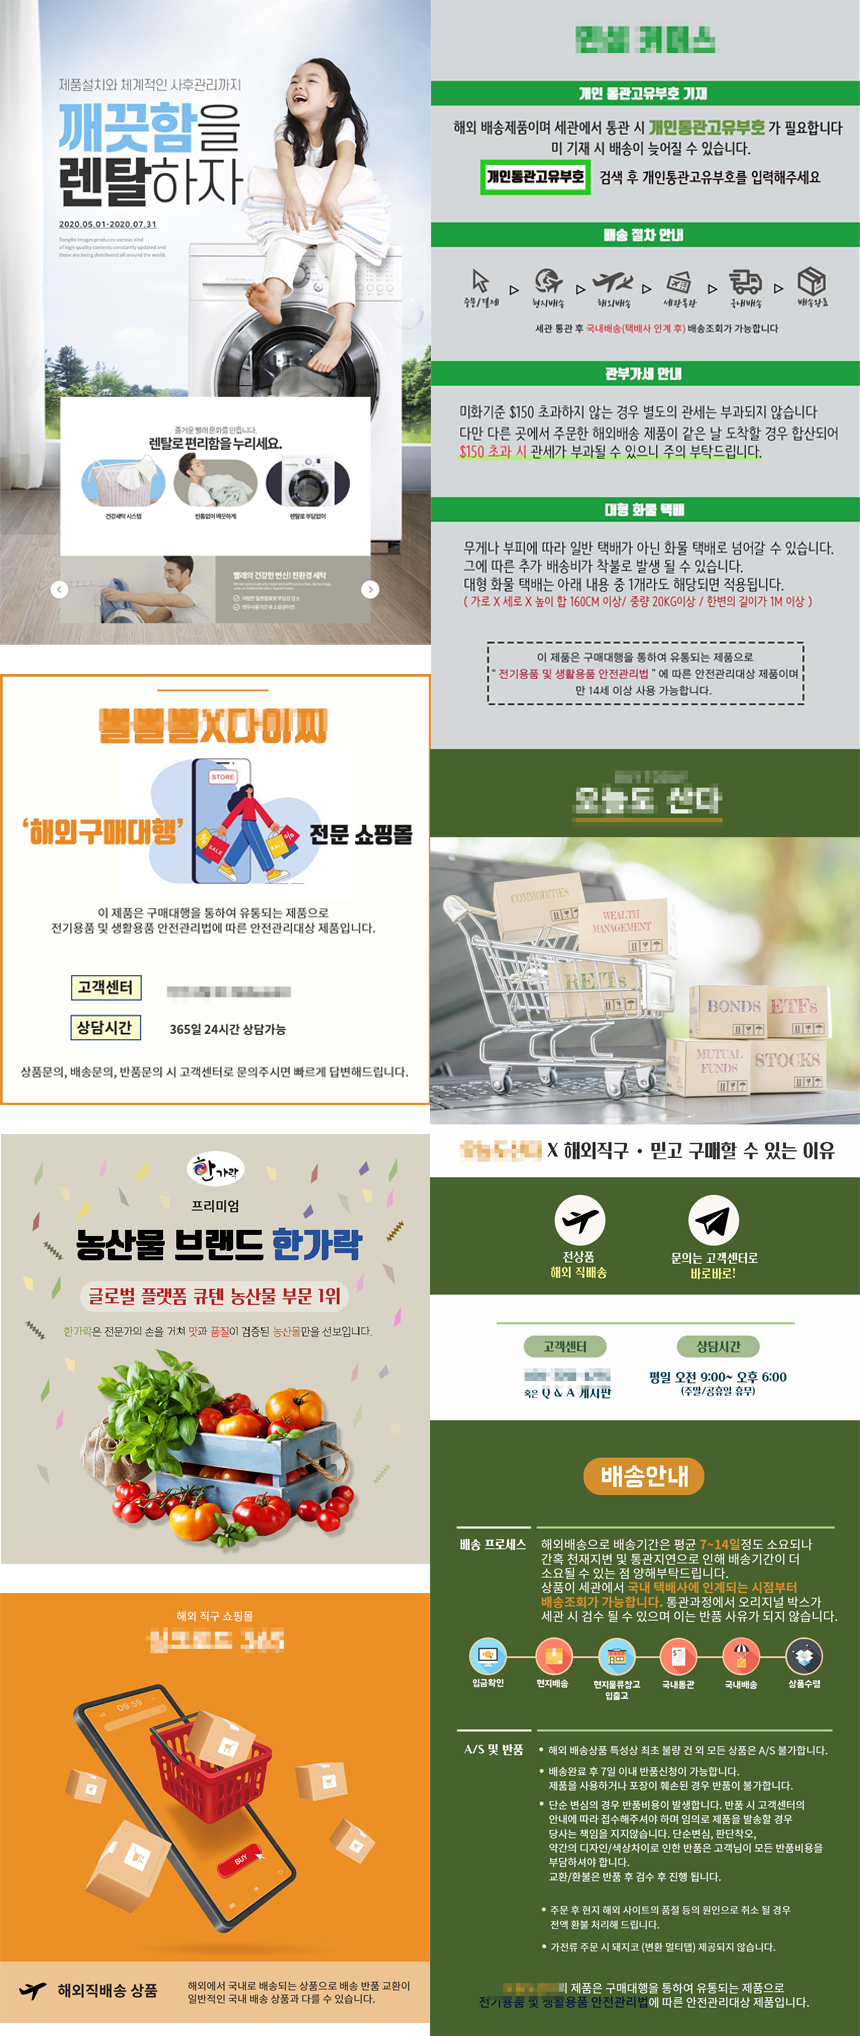 제품설치와 체계적인 사후관리까지
깨끗함을
렌탈하자
2020.05.01-2020.07.31
Tongllo Images produces various kind
of high-quality contents constantly updated and
those are being distributed all around the world.
즐거운 빨래 문화를 만듭니다.
렌탈로 편리함을 누리세요.
건강세탁 시스템
빈틈없이 깨끗하게
렌탈로 부담없이
빨래의 건강한 변신! 친환경 세탁
'해외구매대행'
STORE
SALE
SALE
%
전문 쇼핑몰
이 제품은 구매대행을 통하여 유통되는 제품으로
전기용품 및 생활용품 안전관리법에 따른 안전관리대상 제품입니다.
고객센터
상담시간
365일 24시간 상담가능
상품문의, 배송문의, 반품문의 시 고객센터로 문의주시면 빠르게 답변해드립니다.
한가락
프리미엄
농산물 브랜드 한가락
글로벌 플랫폼 큐텐 농산물 부문 1위
한가락은 전문가의 손을 거쳐 맛과 품질이 검증된 농산물만을 선보입니다.
해외 직구 쇼핑몰
09:59
BUY
해외직배송 상품
해외에서 국내로 배송되는 상품으로 배송 반품 교환이
일반적인 국내 배송 상품과 다를 수 있습니다.
개인 통관고유부호 기재
해외 배송제품이며 세관에서 통관 시 개인통관고유부호 가 필요합니다
미 기재 시 배송이 늦어질 수 있습니다.
개인통관고유부호 검색 후 개인통관고유부호를 입력해주세요
배송 절차 안내
주문/결제
현지배송
해외배송
세관통관
국내배송
배송완료
세관 통관 후 국내배송(택배사 인계 후) 배송조회가 가능합니다
관부가세 안내
미화기준 $150 초과하지 않는 경우 별도의 관세는 부과되지 않습니다
다만 다른 곳에서 주문한 해외배송 제품이 같은 날 도착할 경우 합산되어
$150 초과 시 관세가 부과될 수 있으니 주의 부탁드립니다.
대형 화물 택배
무게나 부피에 따라 일반 택배가 아닌 화물 택배로 넘어갈 수 있습니다.
그에 따른 추가 배송비가 착불로 발생 될 수 있습니다.
대형 화물 택배는 아래 내용 중 1개라도 해당되면 적용됩니다.
( 가로 X 세로 X 높이 합 160CM 이상/ 중량 20KG이상 / 한변의 길이가 1M 이상 )
이 제품은 구매대행을 통하여 유통되는 제품으로
" 전기용품 및 생활용품 안전관리법 " 에 따른 안전관리대상 제품이며
만 14세 이상 사용 가능합니다.
오늘도 산다
COMMODITIES
WEALTH
MANAGEMENT
REITs
BONDS
ETFs
MUTUAL
FUNDS
STOCKS
X 해외직구 • 믿고 구매할 수 있는 이유
전상품
해외 직배송
문의는 고객센터로
바로바로!
고객센터
혹은 Q & A 게시판
상담시간
평일 오전 9:00~ 오후 6:00
(주말/공휴일 휴무)
배송안내
배송 프로세스
해외배송으로 배송기간은 평균 7~14일정도 소요되나
간혹 천재지변 및 통관지연으로 인해 배송기간이 더
소요될 수 있는 점 양해부탁드립니다.
상품이 세관에서 국내 택배사에 인계되는 시점부터
배송조회가 가능합니다. 통관과정에서 오리지널 박스가
세관 시 검수 될 수 있으며 이는 반품 사유가 되지 않습니다.
입금확인
현지배송
현지물류창고
입출고
국내통관
국내배송
상품수령
A/S 및 반품
• 해외 배송상품 특성상 최초 불량 건 외 모든 상품은 A/S 불가합니다.
• 배송완료 후 7일 이내 반품신청이 가능합니다.
제품을 사용하거나 포장이 훼손된 경우 반품이 불가합니다.
• 단순 변심의 경우 반품비용이 발생합니다. 반품 시 고객센터의
안내에 따라 접수해주셔야 하며 임의로 제품을 발송할 경우
당사는 책임을 지지않습니다. 단순변심, 판단착오,
약간의 디자인/색상차이로 인한 반품은 고객님이 모든 반품비용을
부담하셔야 합니다.
교환/환불은 반품 후 검수 후 진행 됩니다.
• 주문 후 현지 해외 사이트의 품절 등의 원인으로 취소 될 경우
전액 환불 처리해 드립니다.
• 가전류 주문 시 돼지코 (변환 멀티탭) 제공되지 않습니다.
제품은 구매대행을 통하여 유통되는 제품으로
전기용품 및 생활용품 안전관리법에 따른 안전관리대상 제품입니다.